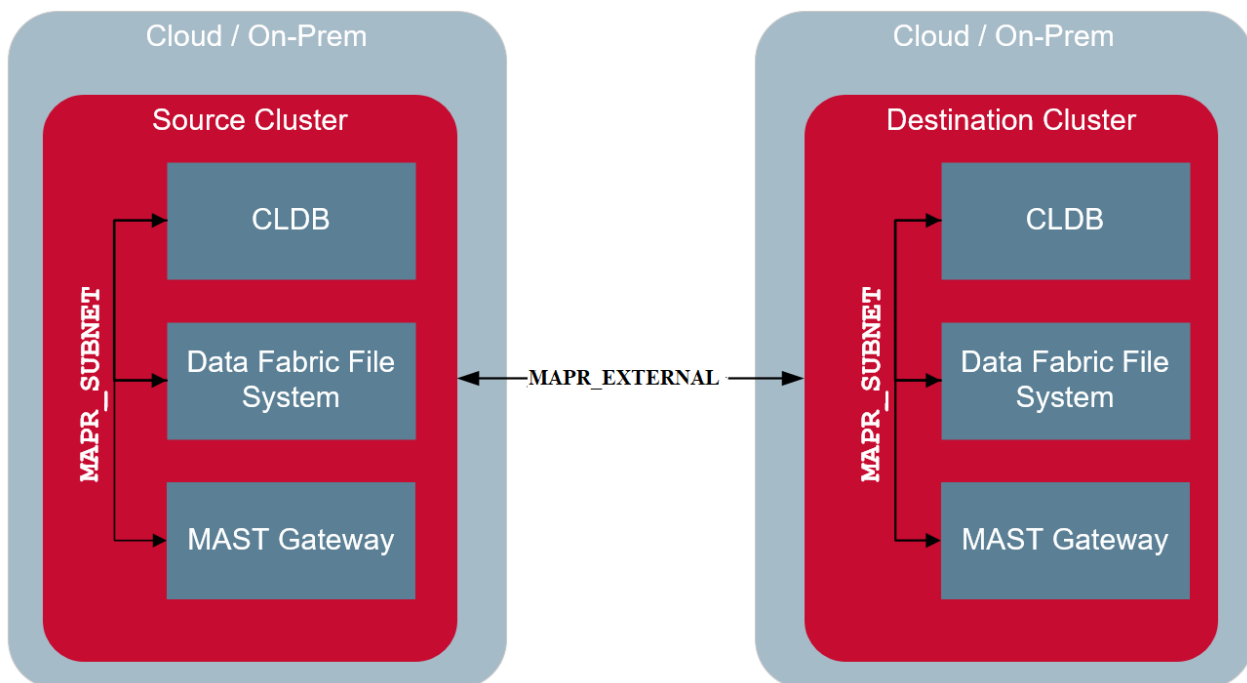 Cloud / On-Prem
Source Cluster
MAPR_SUBNET
CLDB
Data Fabric File
System
MAST Gateway
MAPR_EXTERNAL
Cloud / On-Prem
Destination Cluster
MAPR_SUBNET
CLDB
Data Fabric File
System
MAST Gateway